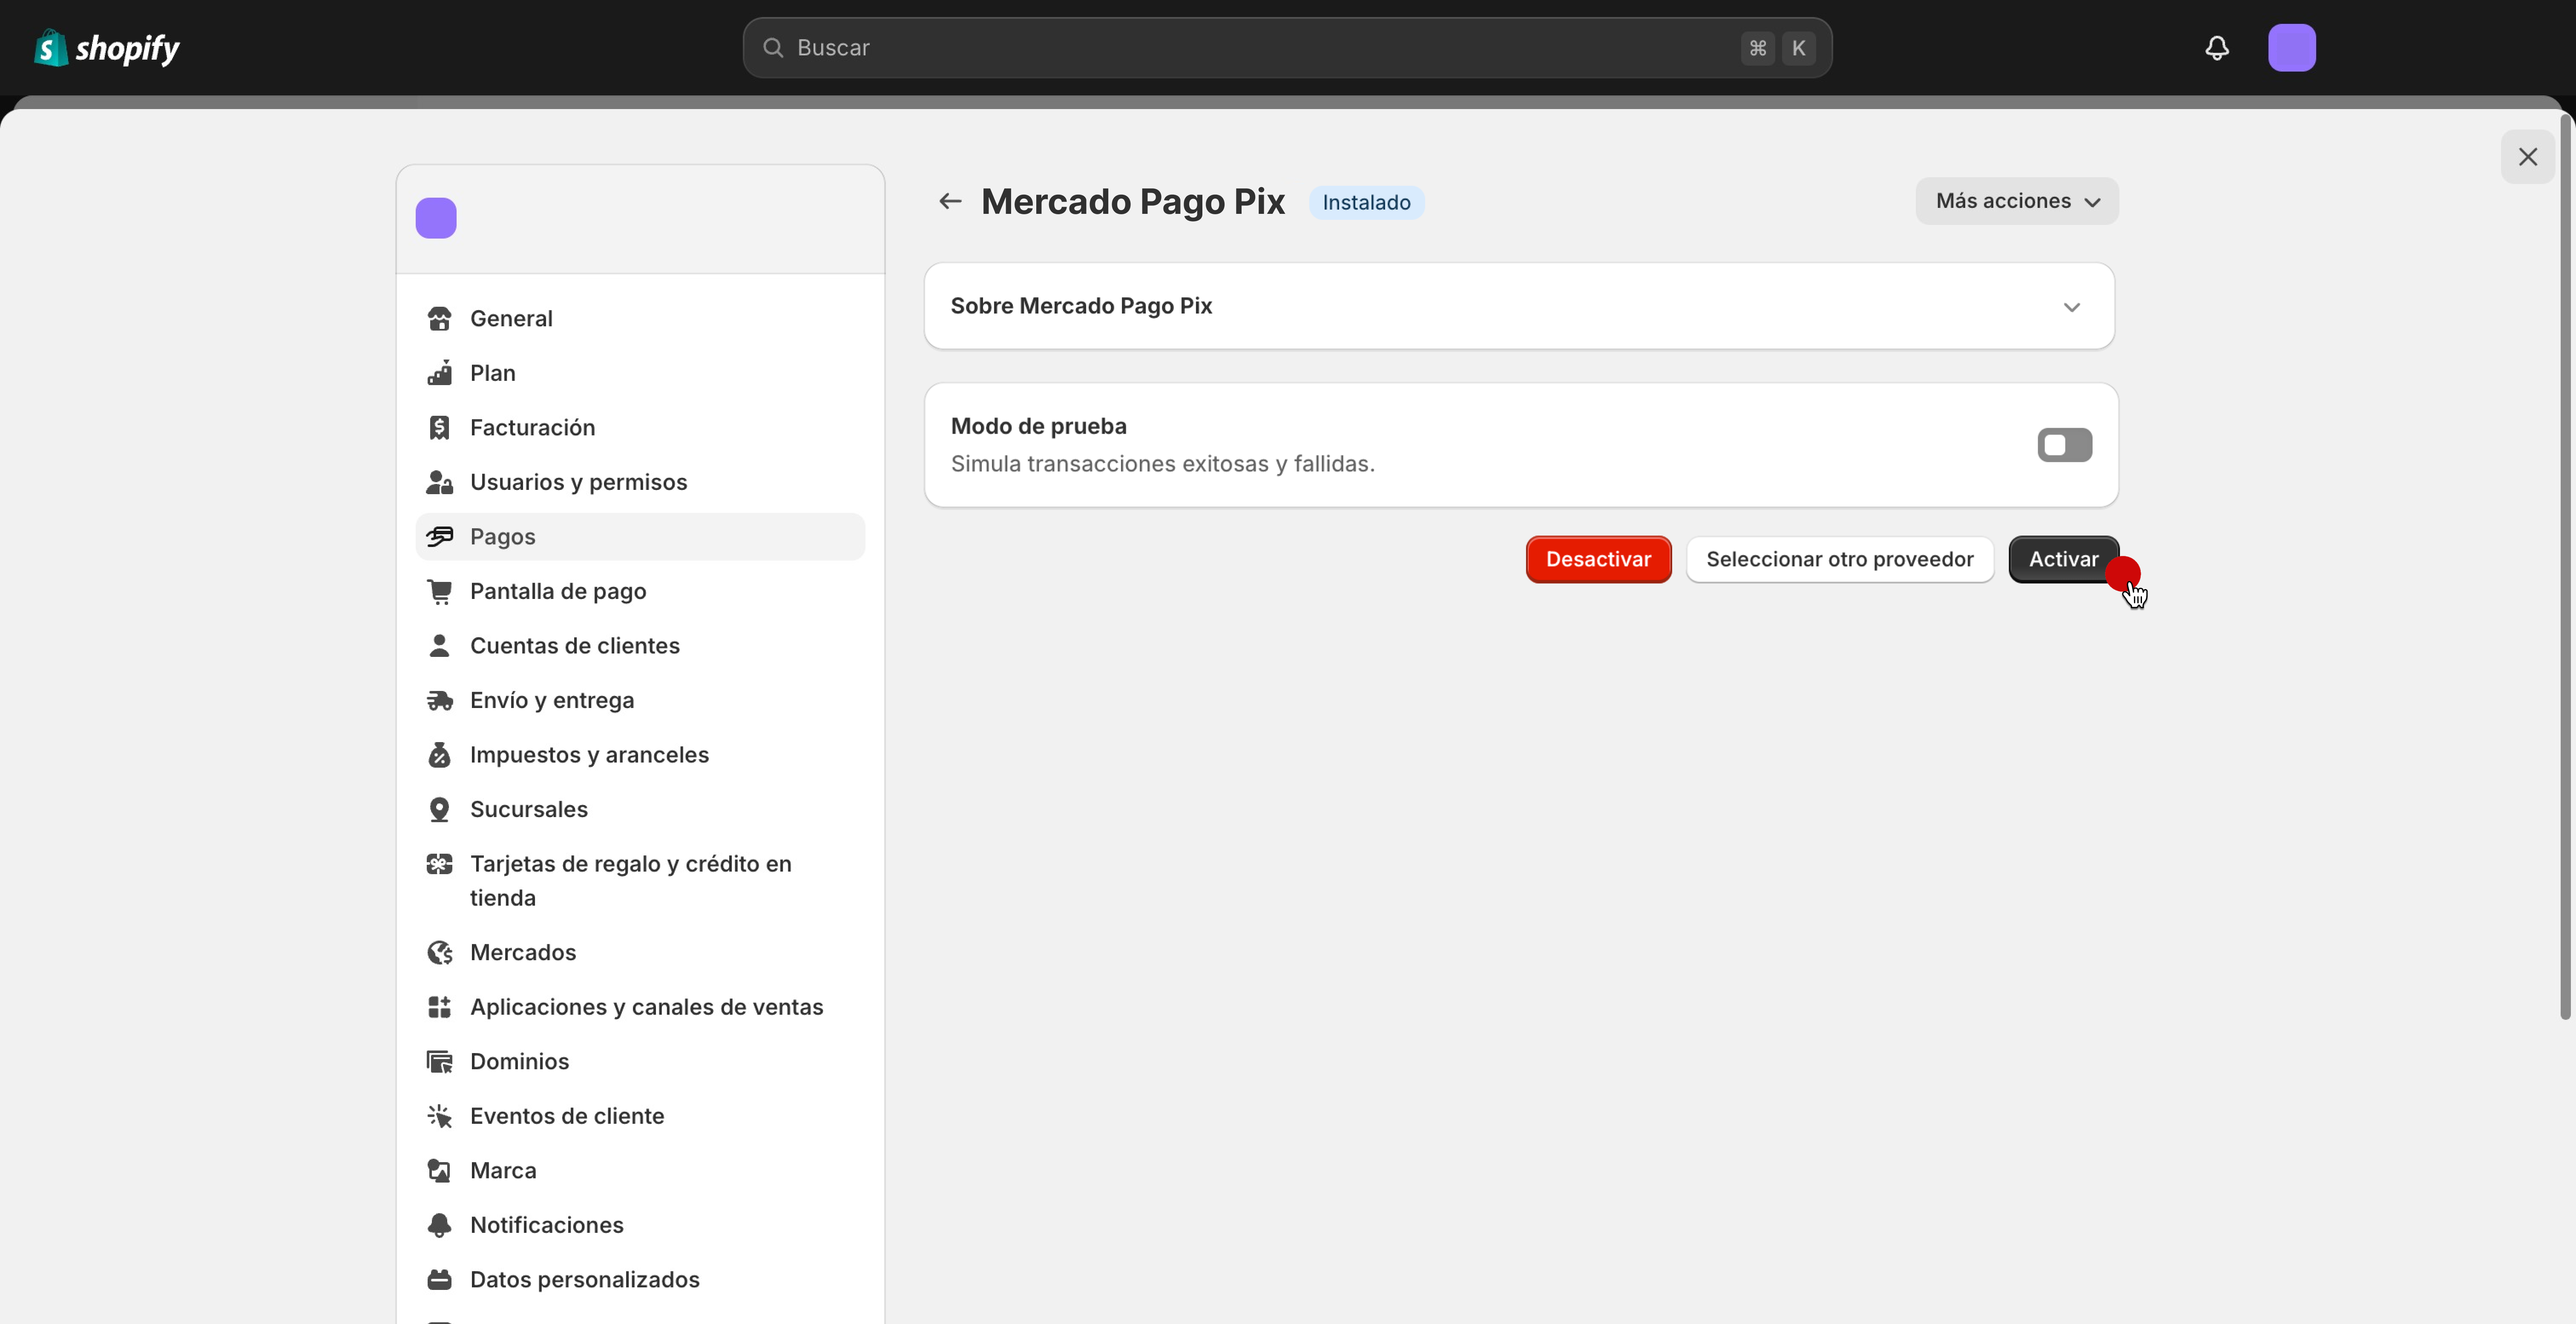 shopify
Buscar
⌘ K
Mercado Pago Pix
Instalado
Más acciones
General
Plan
Facturación
Usuarios y permisos
Pagos
Pantalla de pago
Cuentas de clientes
Envío y entrega
Impuestos y aranceles
Sucursales
Tarjetas de regalo y crédito en
tienda
Mercados
Aplicaciones y canales de ventas
Dominios
Eventos de cliente
Marca
Notificaciones
Datos personalizados
Sobre Mercado Pago Pix
Modo de prueba
Simula transacciones exitosas y fallidas.
Desactivar
Seleccionar otro proveedor
Activar